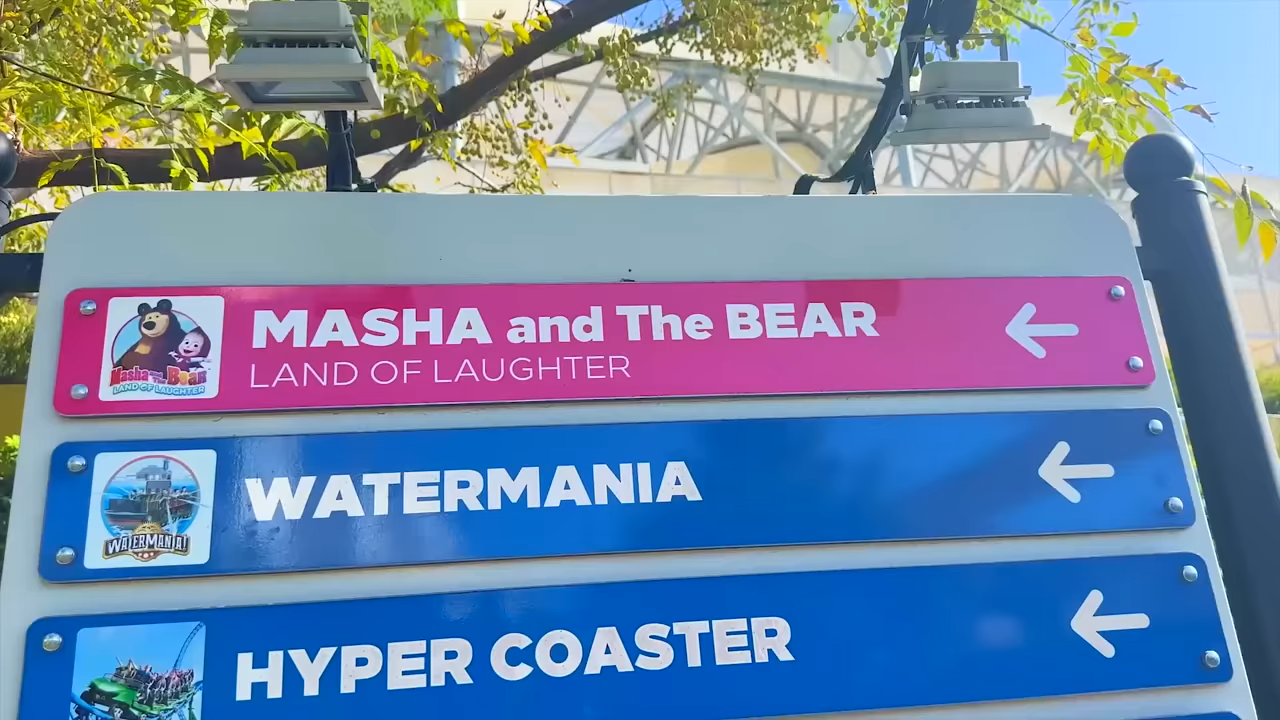 Masha and The Bear
LAND OF LAUGHTER
MASHA and The BEAR
LAND OF LAUGHTER
WATERMANIA!
WATERMANIA
HYPER COASTER